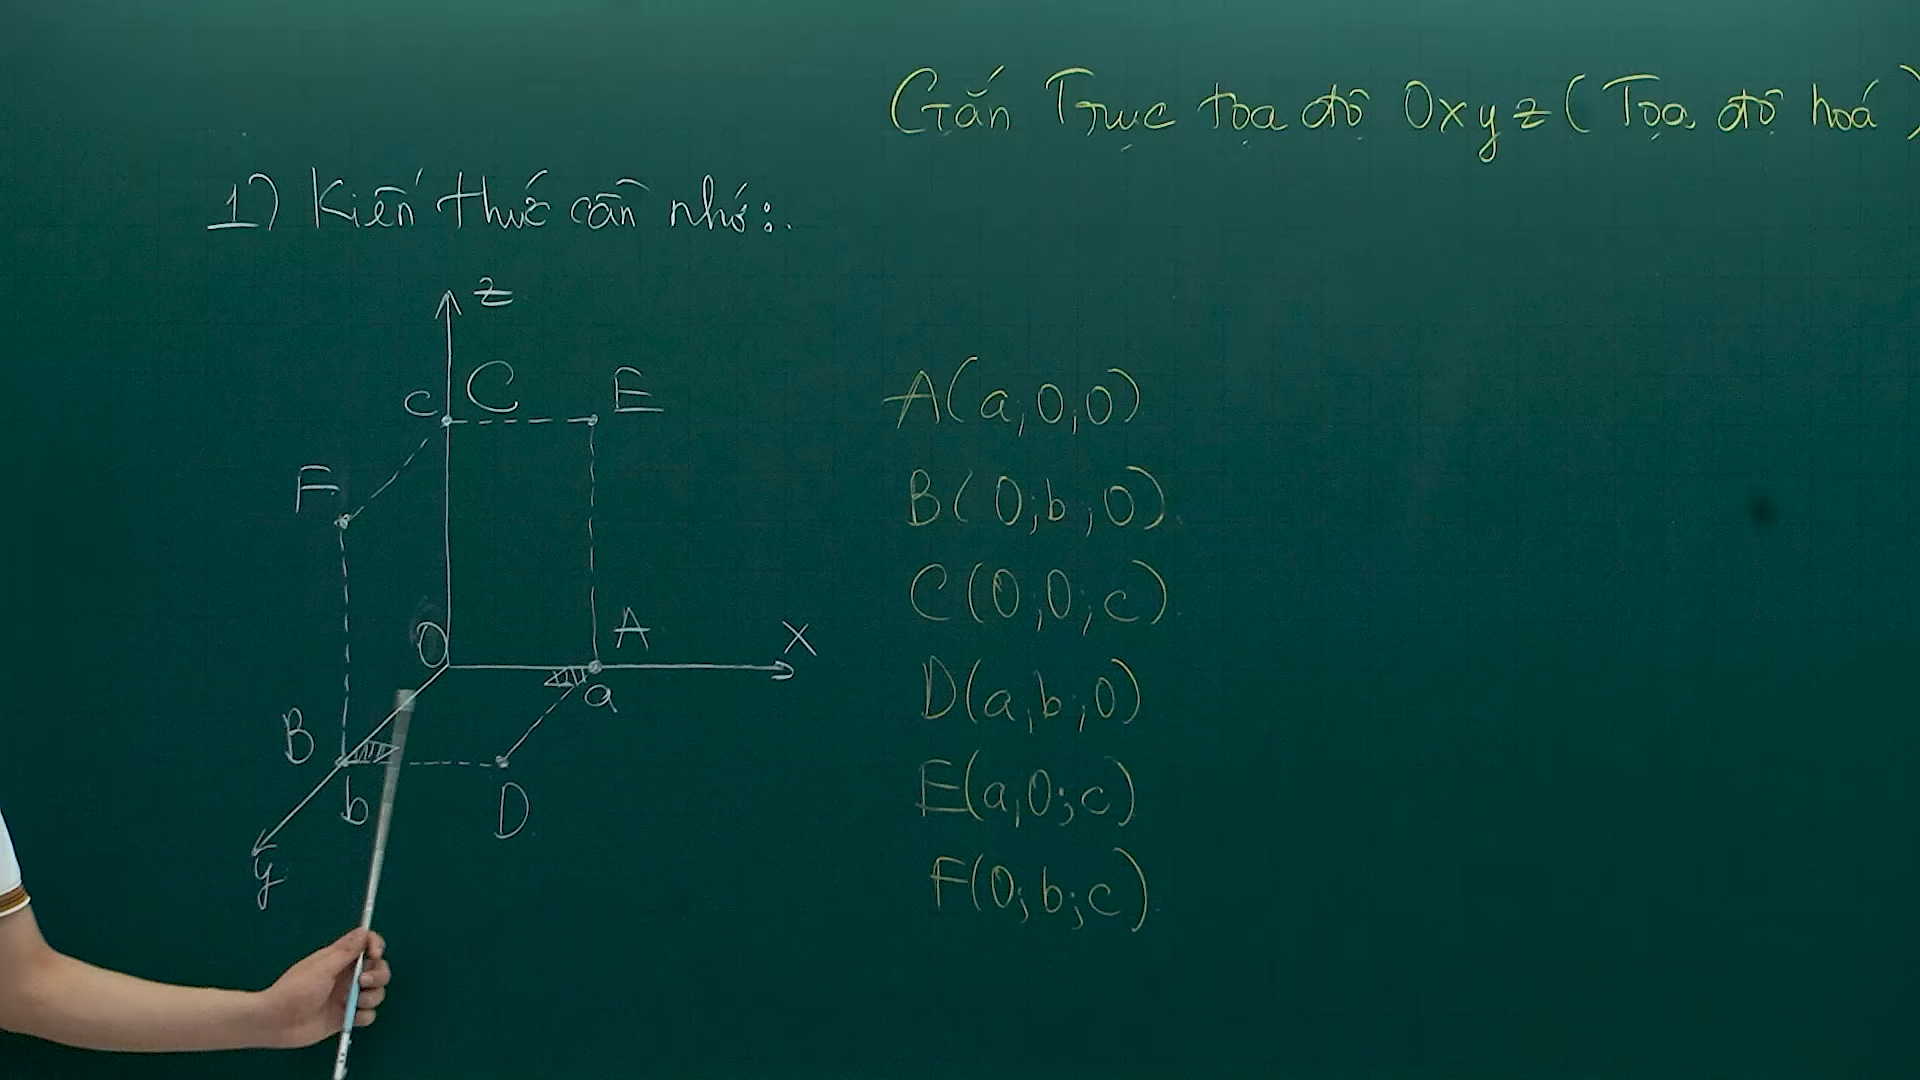 Gắn Trục tọa độ Oxyz (Tọa độ hoá)
1) Kiến thức cần nhớ:
z
c C E
F
O A x
a
B
b D
y
A(a,0,0)
B(0;b;0).
C(0;0;c).
D(a;b;0)
E(a,0;c)
F(0;b;c).